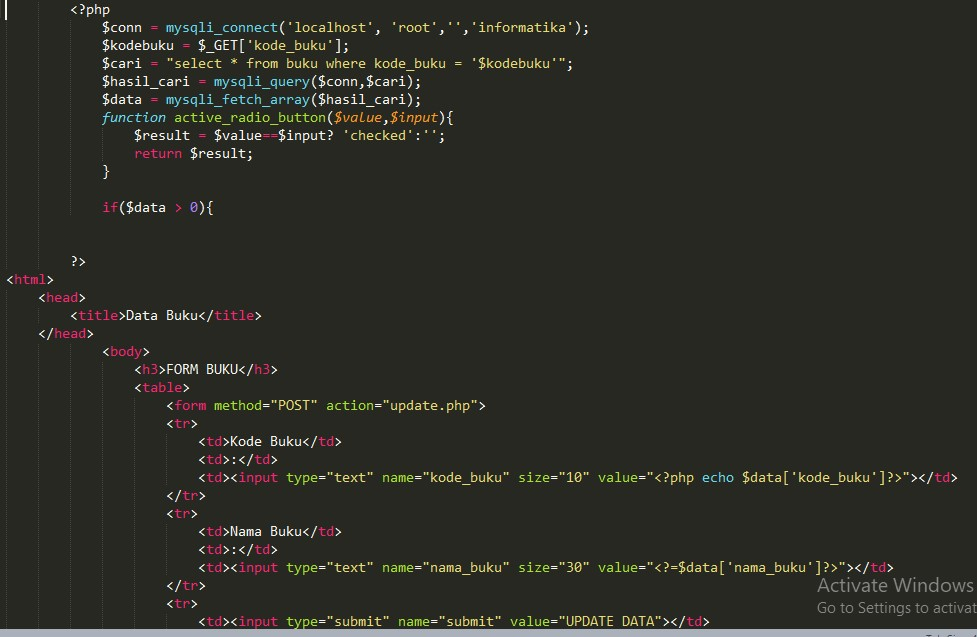 <?php
$conn = mysqli_connect('localhost', 'root','','informatika');
$kodebuku = $_GET['kode_buku'];
$cari = "select * from buku where kode_buku = '$kodebuku'";
$hasil_cari = mysqli_query($conn,$cari);
$data = mysqli_fetch_array($hasil_cari);
function active_radio_button($value,$input){
$result = $value==$input? 'checked':'';
return $result;
}
if($data > 0){
?>
<html>
<head>
<title>Data Buku</title>
</head>
<body>
<h3>FORM BUKU</h3>
<table>
<form method="POST" action="update.php">
<tr>
<td>Kode Buku</td>
<td>:</td>
<td><input type="text" name="kode_buku" size="10" value="<?php echo $data['kode_buku']?>"></td>
</tr>
<tr>
<td>Nama Buku</td>
<td>:</td>
<td><input type="text" name="nama_buku" size="30" value="<?=$data['nama_buku']?>"></td>
</tr>
<tr>
<td><input type="submit" name="submit" value="UPDATE DATA"></td>
Activate Windows
Go to Settings to activat